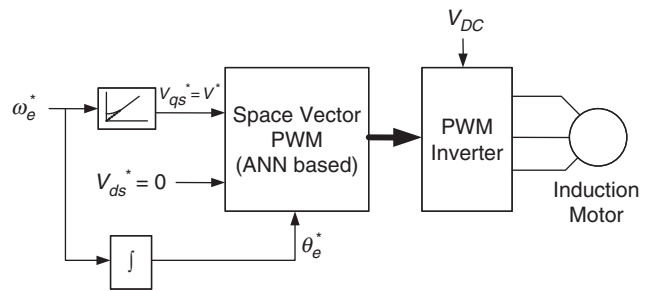 V_DC
ω_e^*
V_qs^* = V^*
Space Vector
PWM
(ANN based)
PWM
Inverter
V_ds^* = 0
Induction
Motor
∫
θ_e^*